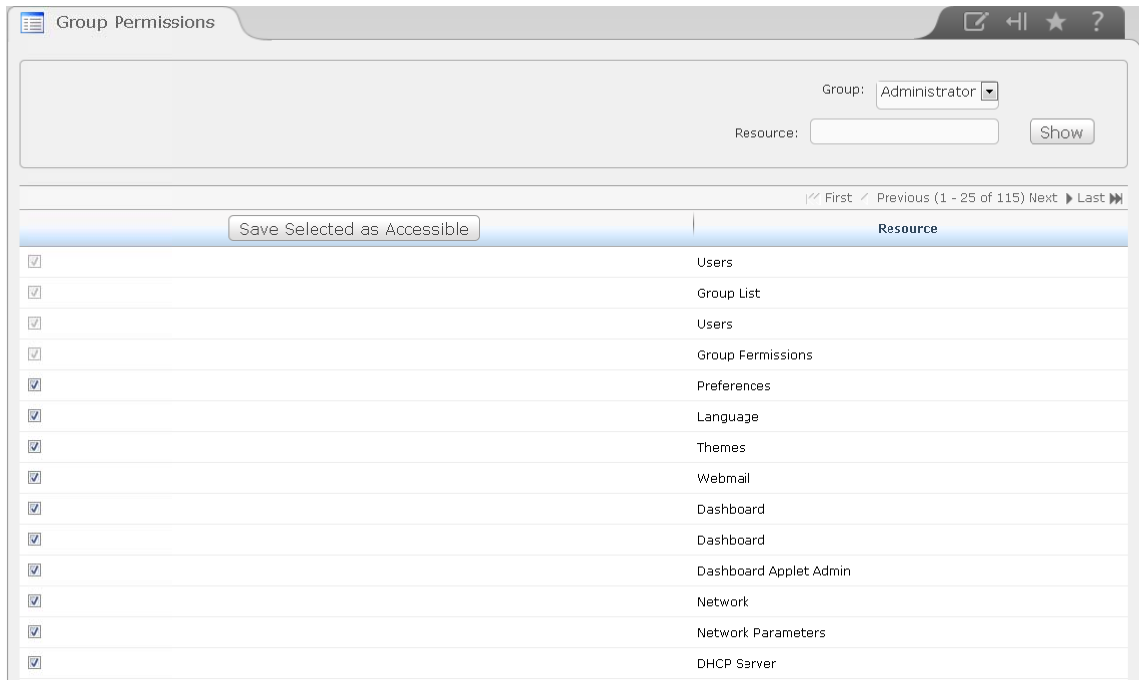 Group Permissions
?
Group: Administrator
Resource: Show
First Previous (1 - 25 of 115) Next Last
Save Selected as Accessible Resource
Users
Group List
Users
Group Permissions
Preferences
Language
Themes
Webmail
Dashboard
Dashboard
Dashboard Applet Admin
Network
Network Parameters
DHCP Server